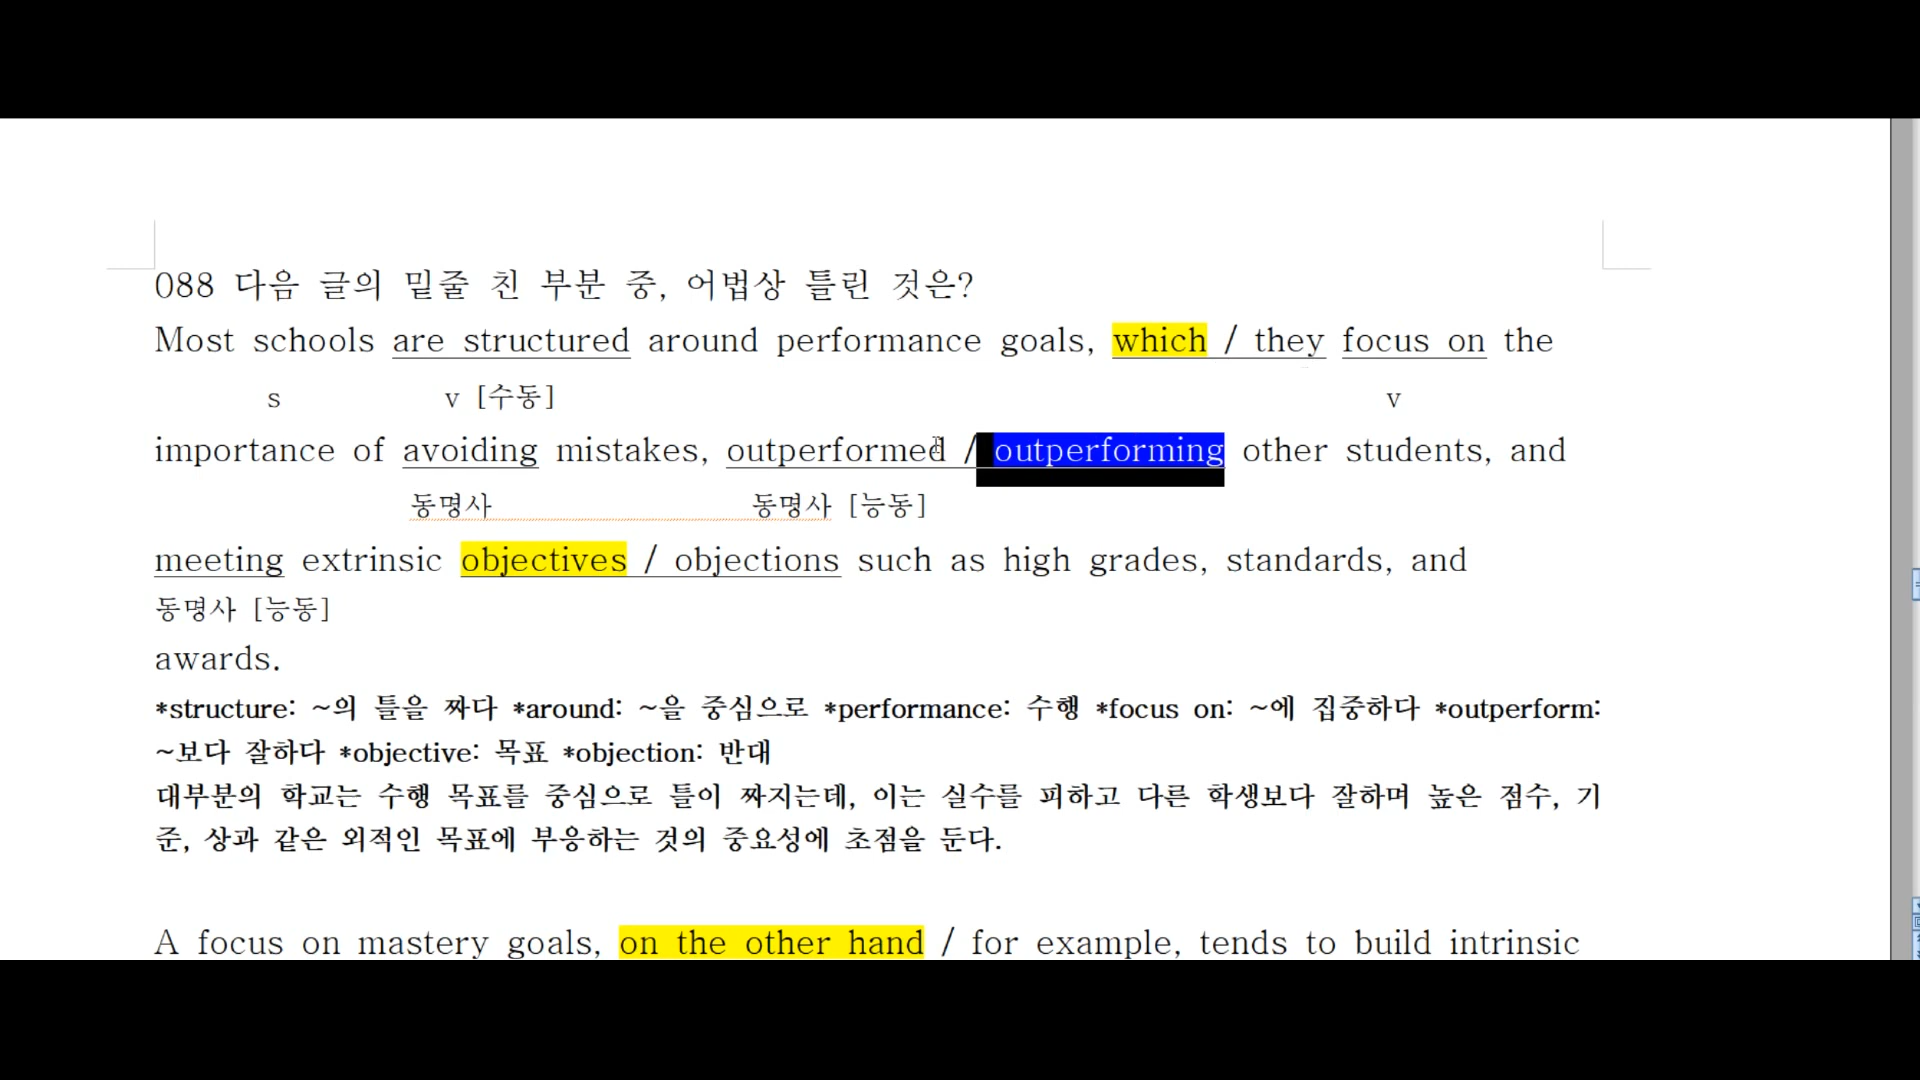 088 다음 글의 밑줄 친 부분 중, 어법상 틀린 것은?
Most schools are structured around performance goals, which / they focus on the
s v [수동] v
importance of avoiding mistakes, outperformed / outperforming other students, and
동명사 동명사 [능동]
meeting extrinsic objectives / objections such as high grades, standards, and
동명사 [능동]
awards.
*structure: ~의 틀을 짜다 *around: ~을 중심으로 *performance: 수행 *focus on: ~에 집중하다 *outperform:
~보다 잘하다 *objective: 목표 *objection: 반대
대부분의 학교는 수행 목표를 중심으로 틀이 짜지는데, 이는 실수를 피하고 다른 학생보다 잘하며 높은 점수, 기
준, 상과 같은 외적인 목표에 부응하는 것의 중요성에 초점을 둔다.
A focus on mastery goals, on the other hand / for example, tends to build intrinsic